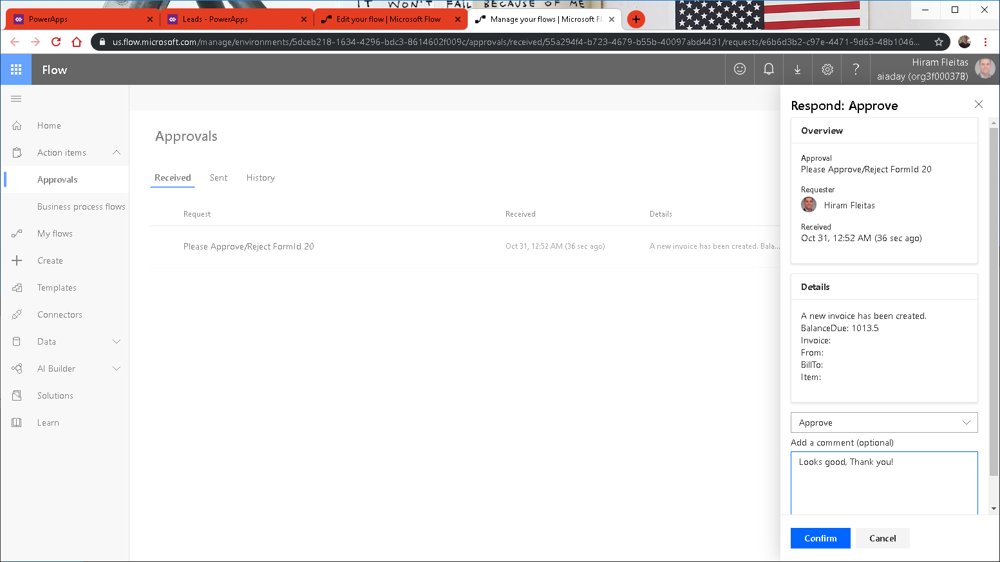 IT WON'T FAIL BECAUSE OF ME
PowerApps
Leads - PowerApps
Edit your flow | Microsoft Flow
Manage your flows | Microsoft Fl
us.flow.microsoft.com/manage/environments/5dceb218-1634-4296-bdc3-8614602f009c/approvals/received/55a294f4-b723-4679-b55b-40097abd4431/requests/e6b6d3b2-c97e-4471-9d63-48b1046...
Flow
?
Hiram Fleitas
aiaday (org3f000378)
Home
Action items
Approvals
Business process flows
My flows
Create
Templates
Connectors
Data
AI Builder
Solutions
Learn
Approvals
Received Sent History
Request Received Details
Please Approve/Reject FormId 20 Oct 31, 12:52 AM (36 sec ago) A new invoice has been created. Bala...
Respond: Approve
Overview
Approval
Please Approve/Reject FormId 20
Requester
Hiram Fleitas
Received
Oct 31, 12:52 AM (36 sec ago)
Details
A new invoice has been created.
BalanceDue: 1013.5
Invoice:
From:
BillTo:
Item:
Approve
Add a comment (optional)
Looks good, Thank you!
Confirm Cancel